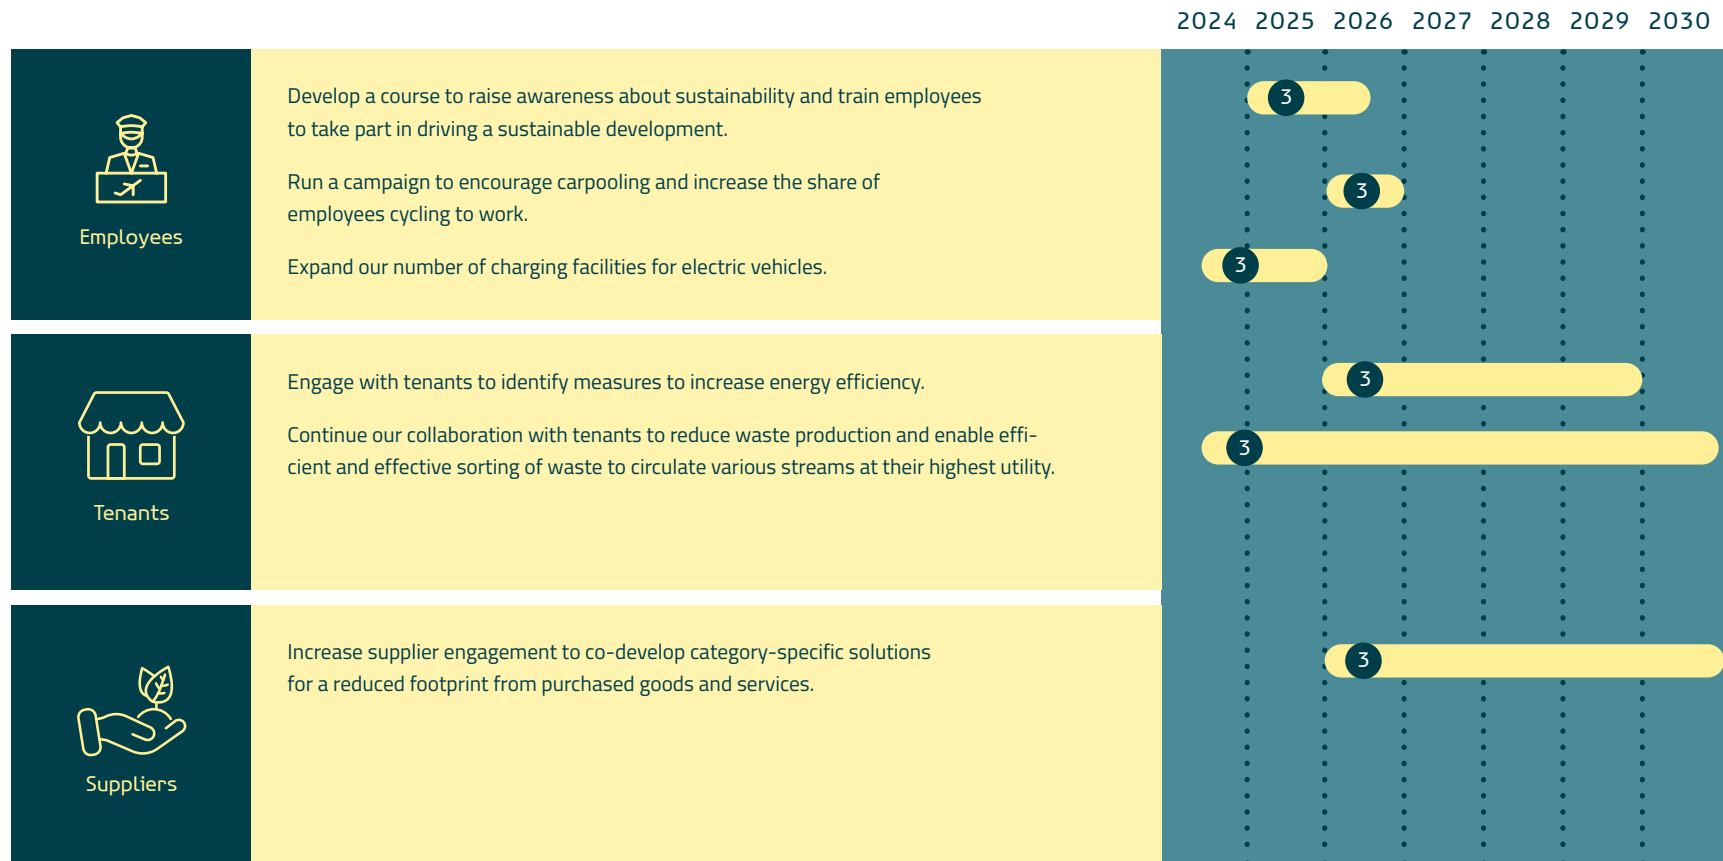 2024 2025 2026 2027 2028 2029 2030
Employees
Develop a course to raise awareness about sustainability and train employees
to take part in driving a sustainable development.
3
Run a campaign to encourage carpooling and increase the share of
employees cycling to work.
3
Expand our number of charging facilities for electric vehicles.
3
Tenants
Engage with tenants to identify measures to increase energy efficiency.
3
Continue our collaboration with tenants to reduce waste production and enable effi-
cient and effective sorting of waste to circulate various streams at their highest utility.
3
Suppliers
Increase supplier engagement to co-develop category-specific solutions
for a reduced footprint from purchased goods and services.
3